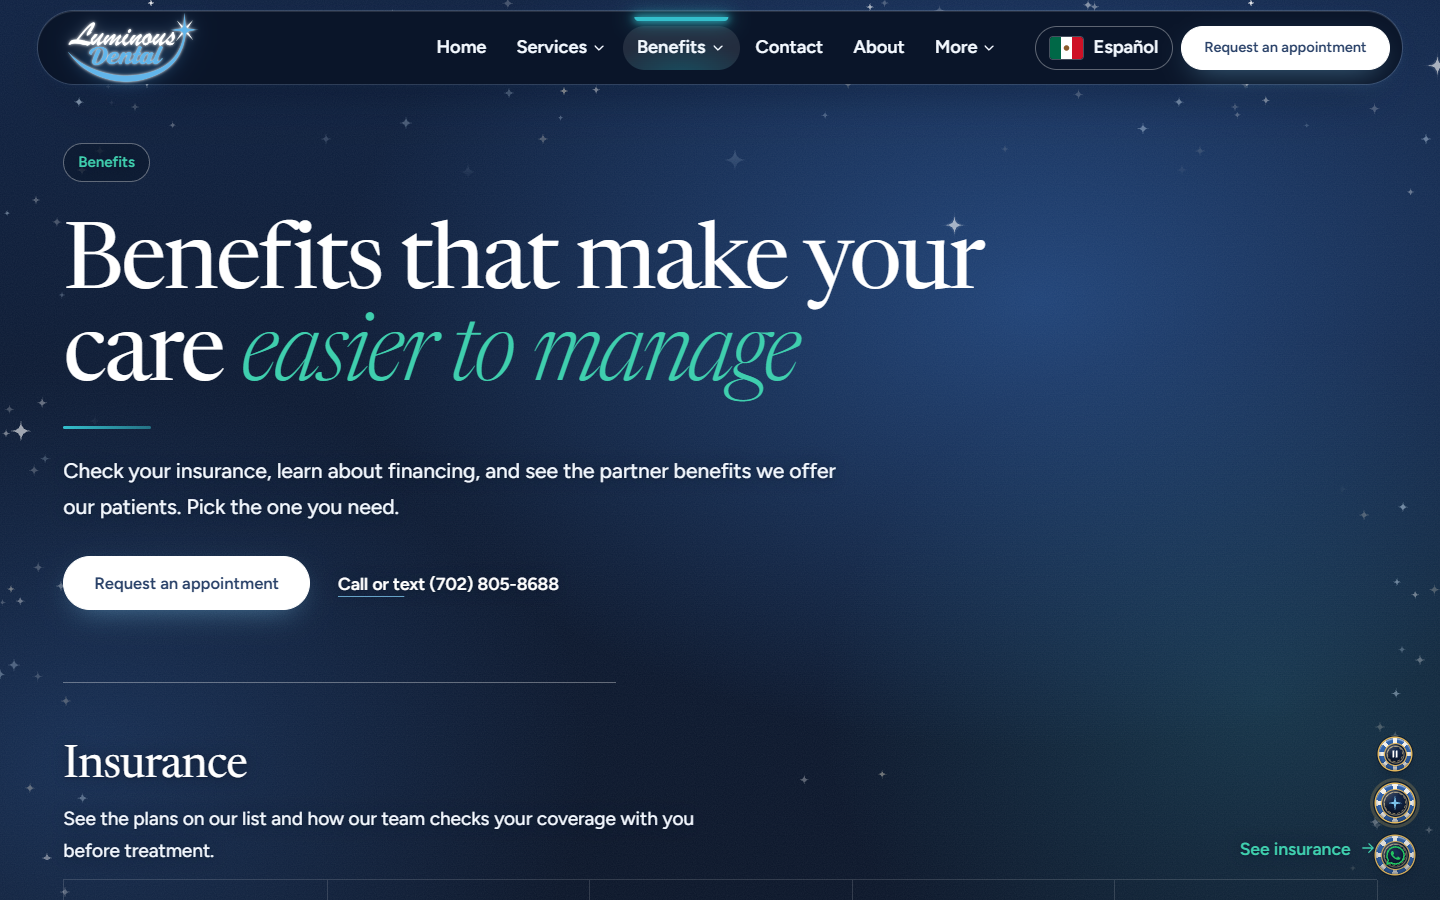 Luminous
Dental
Home
Services
Benefits
Contact
About
More
Español
Request an appointment
Benefits
Benefits that make your
care easier to manage
Check your insurance, learn about financing, and see the partner benefits we offer
our patients. Pick the one you need.
Request an appointment
Call or text (702) 805-8688
Insurance
See the plans on our list and how our team checks your coverage with you
before treatment.
See insurance